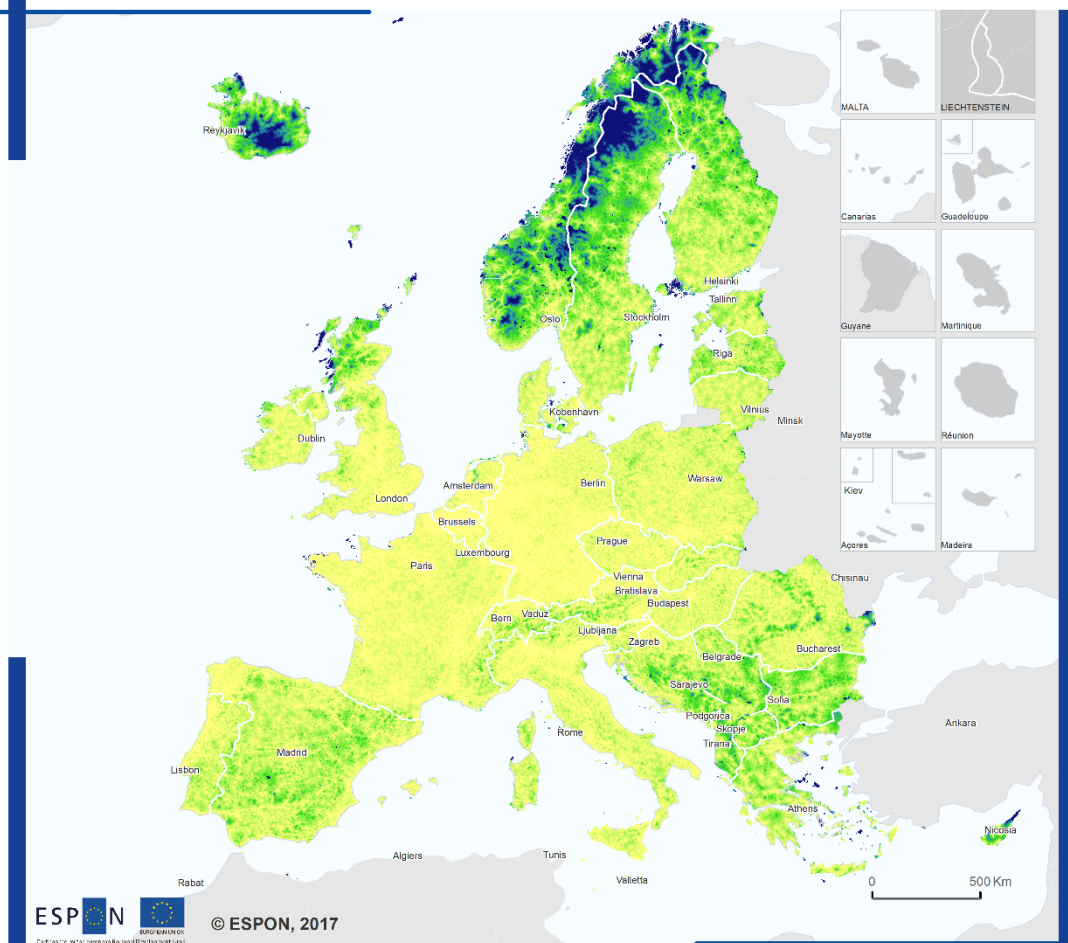 MALTA
LIECHTENSTEIN
Reykjavik
Canarias
Guadeloupe
Helsinki
Tallinn
Oslo
Stockholm
Guyane
Martinique
Riga
Kobenhavn
Vilnius
Minsk
Dublin
Mayotte
Réunion
Amsterdam
Berlin
Warsaw
London
Kiev
Brussels
Prague
Açores
Madeira
Luxembourg
Paris
Vienna
Chisinau
Bratislava
Budapest
Bern
Vaduz
Ljubljana
Zagreb
Belgrade
Bucharest
Sarajevo
Sofia
Podgorica
Skopje
Ankara
Rome
Tirana
Madrid
Lisbon
Athens
Nicosia
Algiers
Tunis
Valletta
Rabat
0 500 Km
ESPON
EUROPEAN UNION
© ESPON, 2017